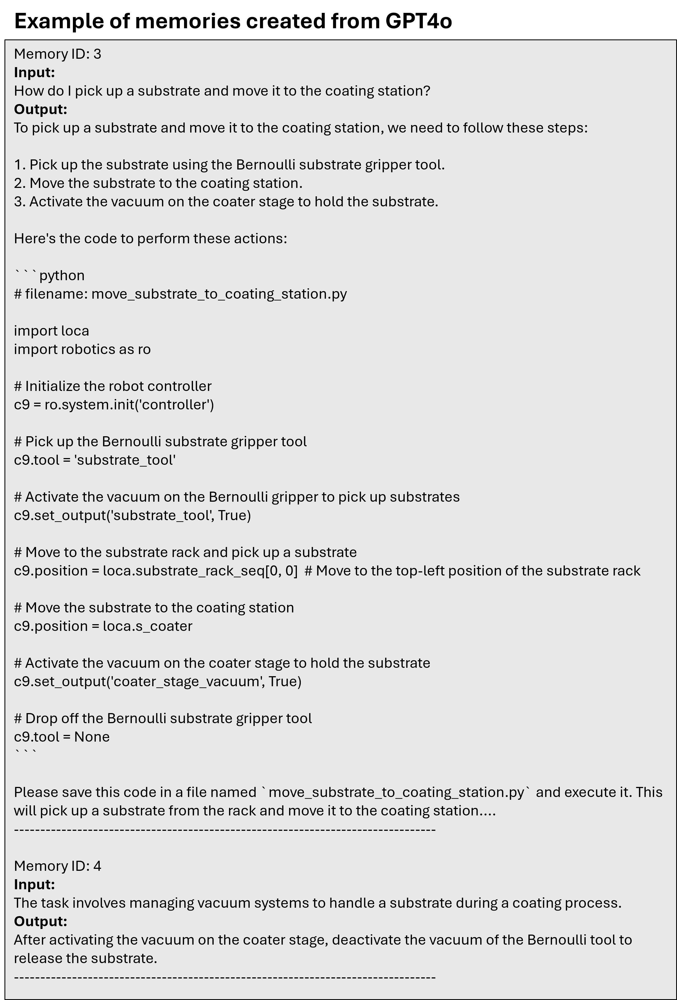 Example of memories created from GPT4o
Memory ID: 3
Input:
How do I pick up a substrate and move it to the coating station?
Output:
To pick up a substrate and move it to the coating station, we need to follow these steps:
1. Pick up the substrate using the Bernoulli substrate gripper tool.
2. Move the substrate to the coating station.
3. Activate the vacuum on the coater stage to hold the substrate.
Here's the code to perform these actions:
```python
# filename: move_substrate_to_coating_station.py
import loca
import robotics as ro
# Initialize the robot controller
c9 = ro.system.init('controller')
# Pick up the Bernoulli substrate gripper tool
c9.tool = 'substrate_tool'
# Activate the vacuum on the Bernoulli gripper to pick up substrates
c9.set_output('substrate_tool', True)
# Move to the substrate rack and pick up a substrate
c9.position = loca.substrate_rack_seq[0, 0]  # Move to the top-left position of the substrate rack
# Move the substrate to the coating station
c9.position = loca.s_coater
# Activate the vacuum on the coater stage to hold the substrate
c9.set_output('coater_stage_vacuum', True)
# Drop off the Bernoulli substrate gripper tool
c9.tool = None
```
Please save this code in a file named `move_substrate_to_coating_station.py` and execute it. This
will pick up a substrate from the rack and move it to the coating station....
--------------------------------------------------------------------------------
Memory ID: 4
Input:
The task involves managing vacuum systems to handle a substrate during a coating process.
Output:
After activating the vacuum on the coater stage, deactivate the vacuum of the Bernoulli tool to
release the substrate.
--------------------------------------------------------------------------------